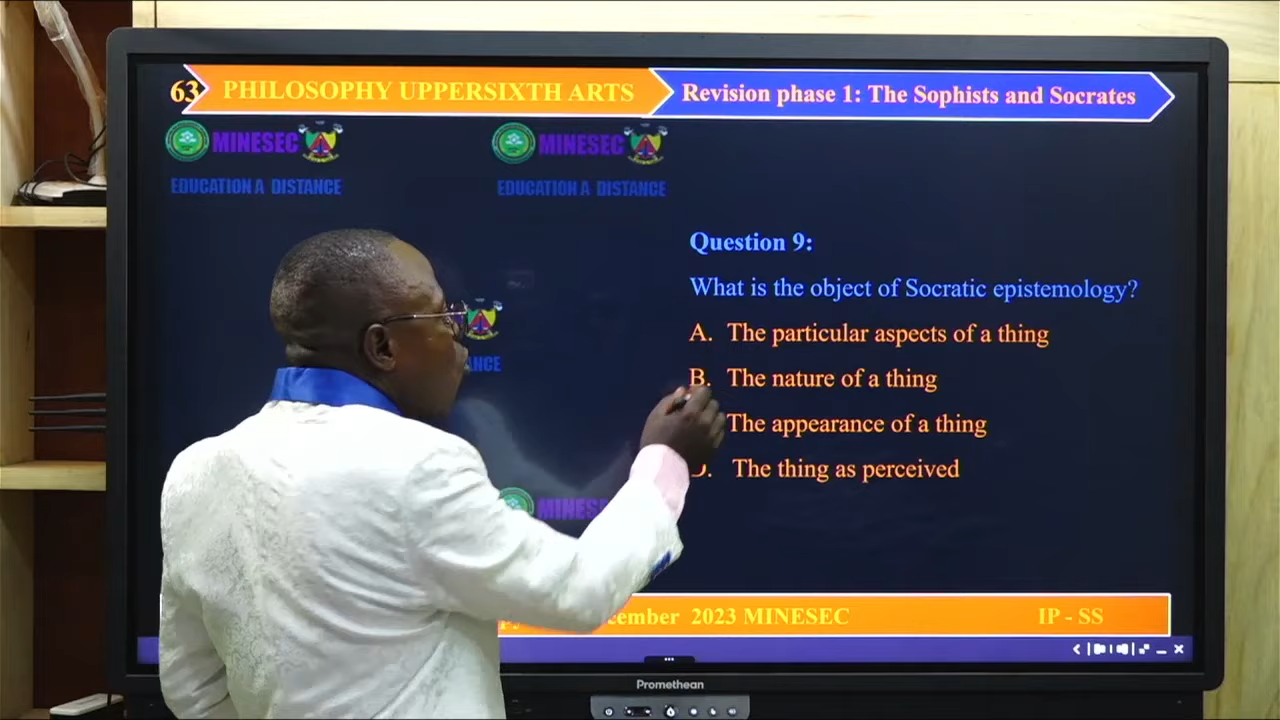 63
PHILOSOPHY UPPERSIXTH ARTS
Revision phase 1: The Sophists and Socrates
MINESEC
MINESEC
EDUCATION A DISTANCE
EDUCATION A DISTANCE
Question 9:
What is the object of Socratic epistemology?
A. The particular aspects of a thing
B. The nature of a thing
The appearance of a thing
D. The thing as perceived
2023 MINESEC
IP - SS
Promethean